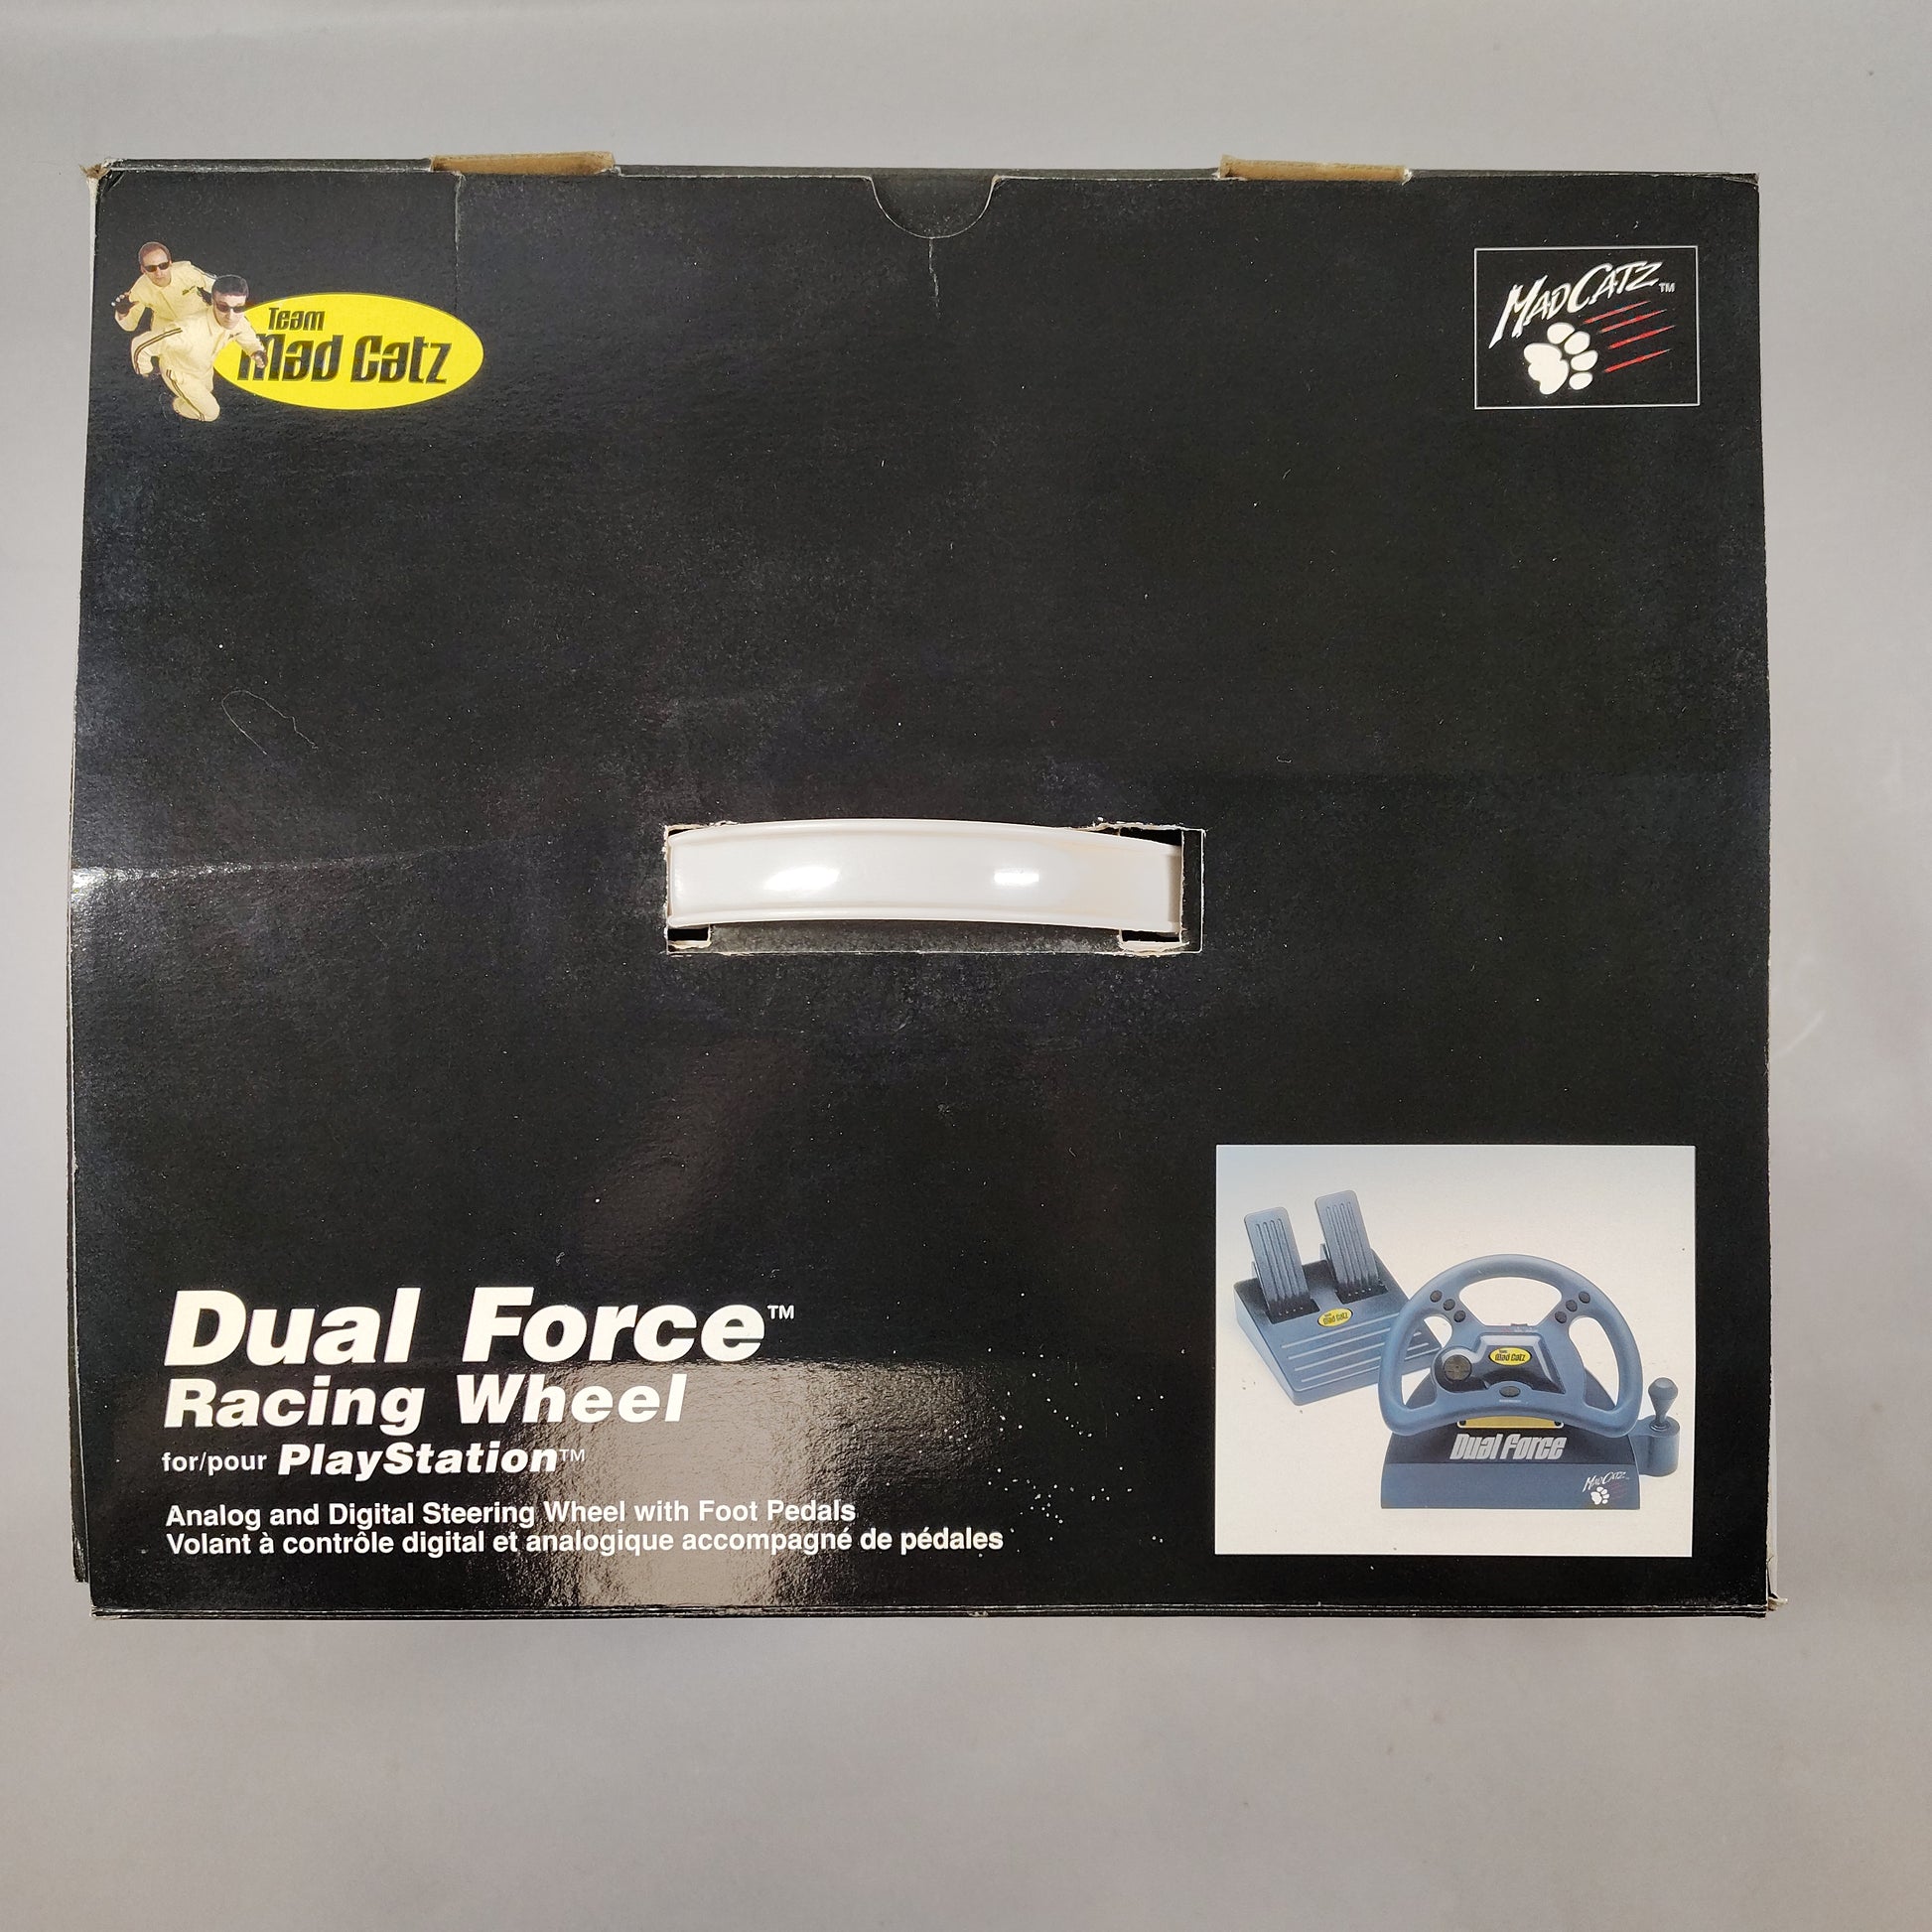 Team
Mad Catz
MAD CATZ™
Dual Force™
Racing Wheel
for/pour PlayStation™
Analog and Digital Steering Wheel with Foot Pedals
Volant à contrôle digital et analogique accompagné de pédales
Mad Catz
Mad Catz
Dual Force
MAD CATZ